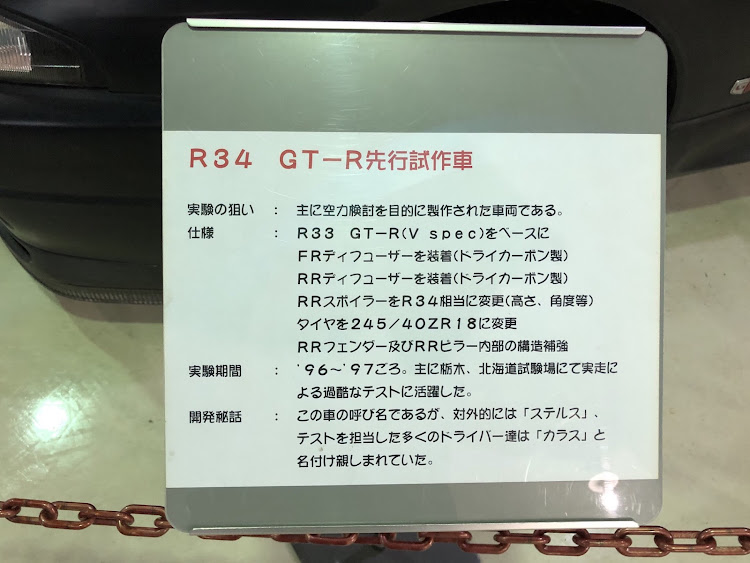 R34 GT-R先行試作車
実験の狙い : 主に空力検討を目的に製作された車両である。
仕様 : R33 GT-R(V spec)をベースに
FRディフューザーを装着(ドライカーボン製)
RRディフューザーを装着(ドライカーボン製)
RRスポイラーをR34相当に変更(高さ、角度等)
タイヤを245/40ZR18に変更
RRフェンダー及びRRピラー内部の構造補強
実験期間 : '96~'97ごろ。主に栃木、北海道試験場にて実走に
よる過酷なテストに活躍した。
開発秘話 : この車の呼び名であるが、対外的には「ステルス」、
テストを担当した多くのドライバー達は「カラス」と
名付け親しまれていた。